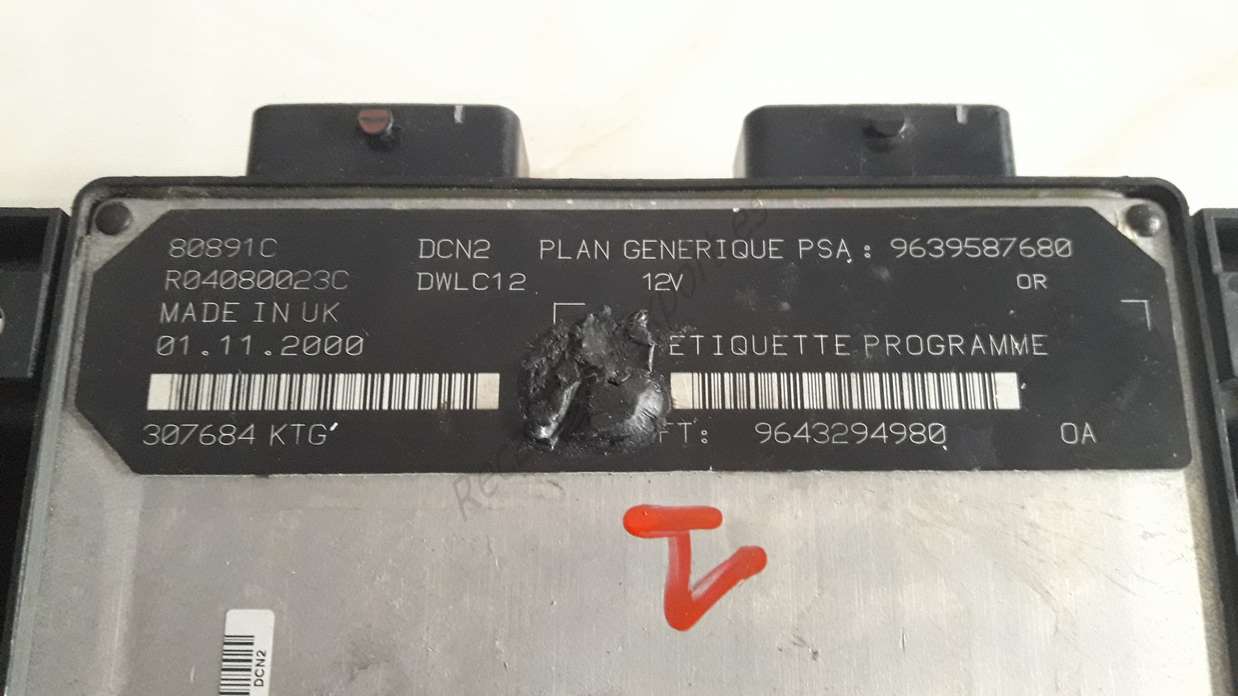 80891C DCN2 PLAN GENERIQUE PSA: 9639587680
R04080023C DWLC12 12V OR
MADE IN UK
01.11.2000 ETIQUETTE PROGRAMME
307684 KTG FT: 9643294980 OA
DCN2